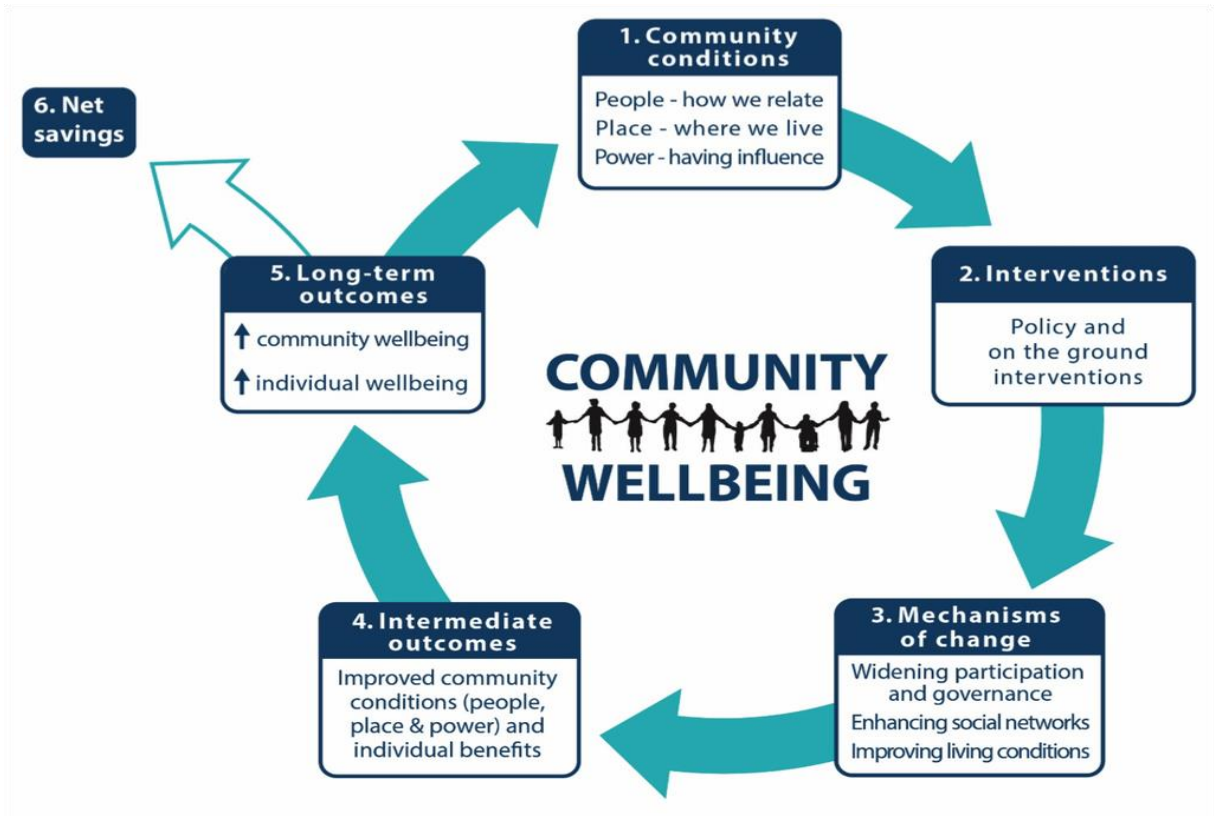 1. Community
conditions
People - how we relate
Place - where we live
Power - having influence
2. Interventions
Policy and
on the ground
interventions
3. Mechanisms
of change
Widening participation
and governance
Enhancing social networks
Improving living conditions
4. Intermediate
outcomes
Improved community
conditions (people,
place & power) and
individual benefits
5. Long-term
outcomes
↑ community wellbeing
↑ individual wellbeing
6. Net
savings
COMMUNITY
WELLBEING